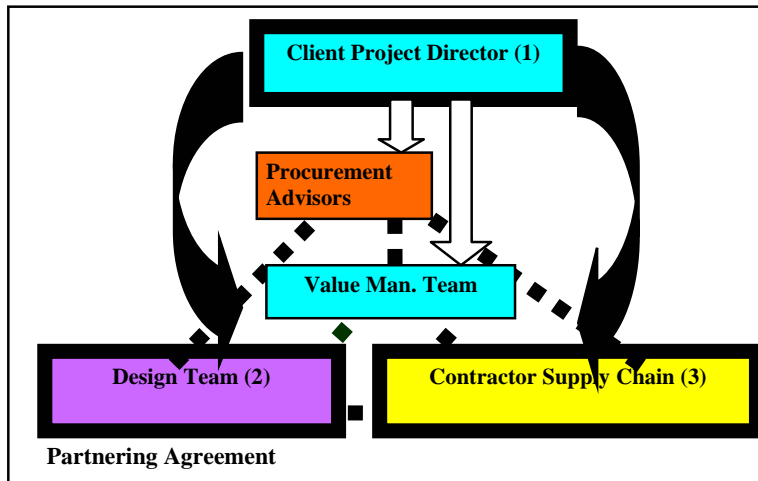 Client Project Director (1)
Procurement
Advisors
Value Man. Team
Design Team (2)
Contractor Supply Chain (3)
Partnering Agreement